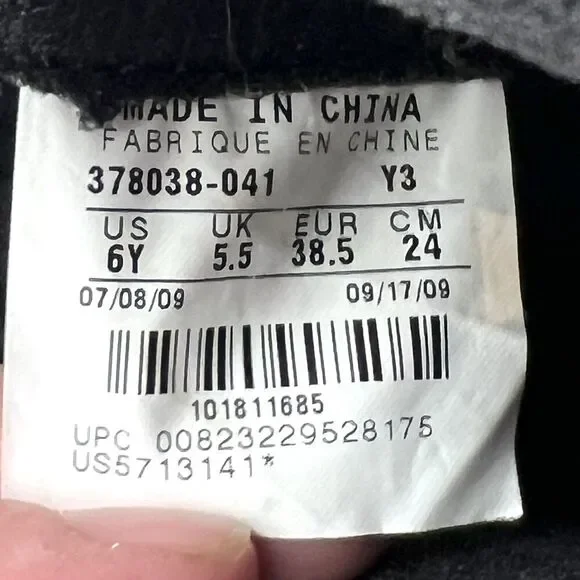 MADE IN CHINA
FABRIQUE EN CHINE
378038-041 Y3
US UK EUR CM
6Y 5.5 38.5 24
07/08/09 09/17/09
101811685
UPC 00823229528175
US5713141*